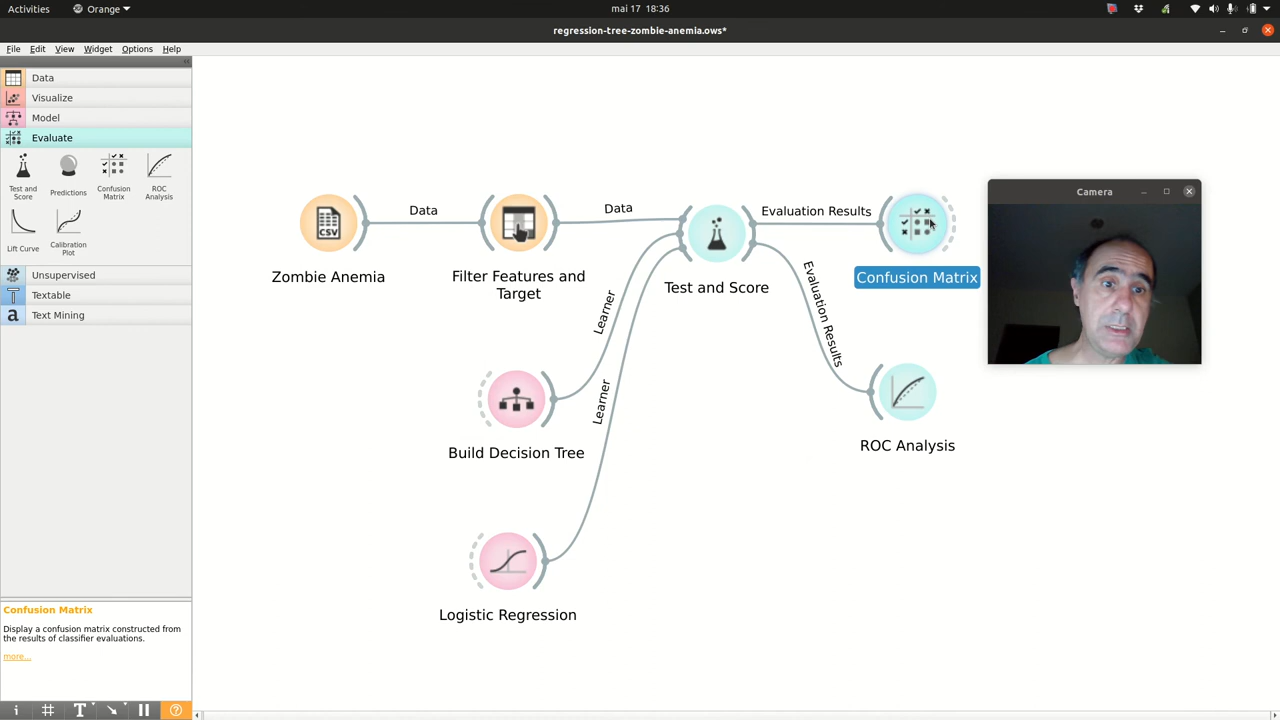 Activities
Orange
mai 17 18:36
regression-tree-zombie-anemia.ows*
File Edit View Widget Options Help
Data
Visualize
Model
Evaluate
Test and
Score
Predictions
Confusion
Matrix
ROC
Analysis
Lift Curve
Calibration
Plot
Unsupervised
Textable
Text Mining
Confusion Matrix
Display a confusion matrix constructed from
the results of classifier evaluations.
more...
CSV
Zombie Anemia
Data
Filter Features and
Target
Data
Test and Score
Evaluation Results
Confusion Matrix
Evaluation Results
ROC Analysis
Learner
Build Decision Tree
Learner
Logistic Regression
Camera